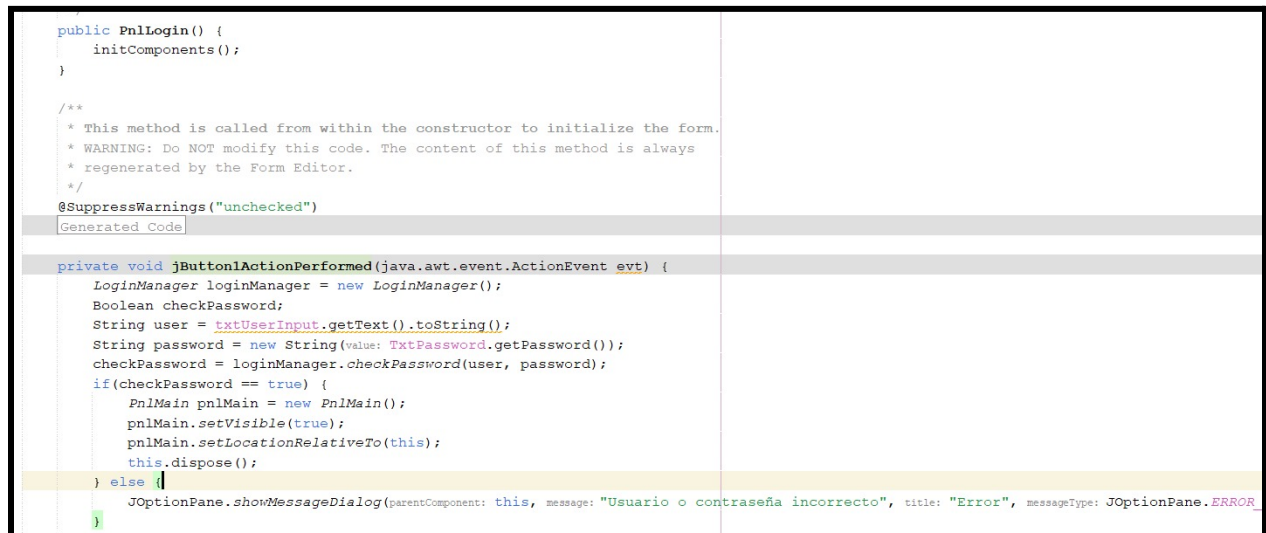 public PnlLogin() {
initComponents();
}
/**
* This method is called from within the constructor to initialize the form.
* WARNING: Do NOT modify this code. The content of this method is always
* regenerated by the Form Editor.
*/
@SuppressWarnings("unchecked")
Generated Code
private void jButton1ActionPerformed(java.awt.event.ActionEvent evt) {
LoginManager loginManager = new LoginManager();
Boolean checkPassword;
String user = txtUserInput.getText().toString();
String password = new String(value: TxtPassword.getPassword());
checkPassword = loginManager.checkPassword(user, password);
if(checkPassword == true) {
PnlMain pnlMain = new PnlMain();
pnlMain.setVisible(true);
pnlMain.setLocationRelativeTo(this);
this.dispose();
} else {
JOptionPane.showMessageDialog(parentComponent: this, message: "Usuario o contraseña incorrecto", title: "Error", messageType: JOptionPane.ERROR_
}